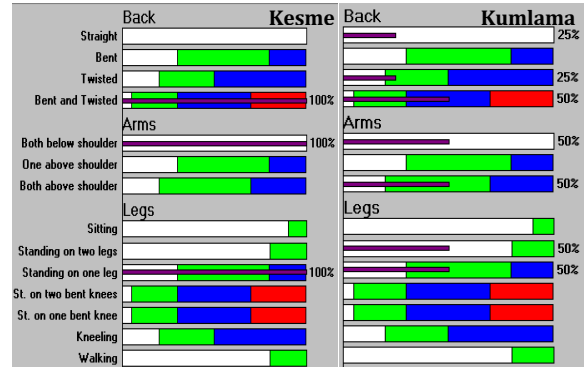 Back Kesme
Straight
Bent
Twisted
Bent and Twisted 100%
Arms
Both below shoulder 100%
One above shoulder
Both above shoulder
Legs
Sitting
Standing on two legs
Standing on one leg 100%
St. on two bent knees
St. on one bent knee
Kneeling
Walking
Back Kumlama
25%
25%
50%
Arms
50%
50%
Legs
50%
50%